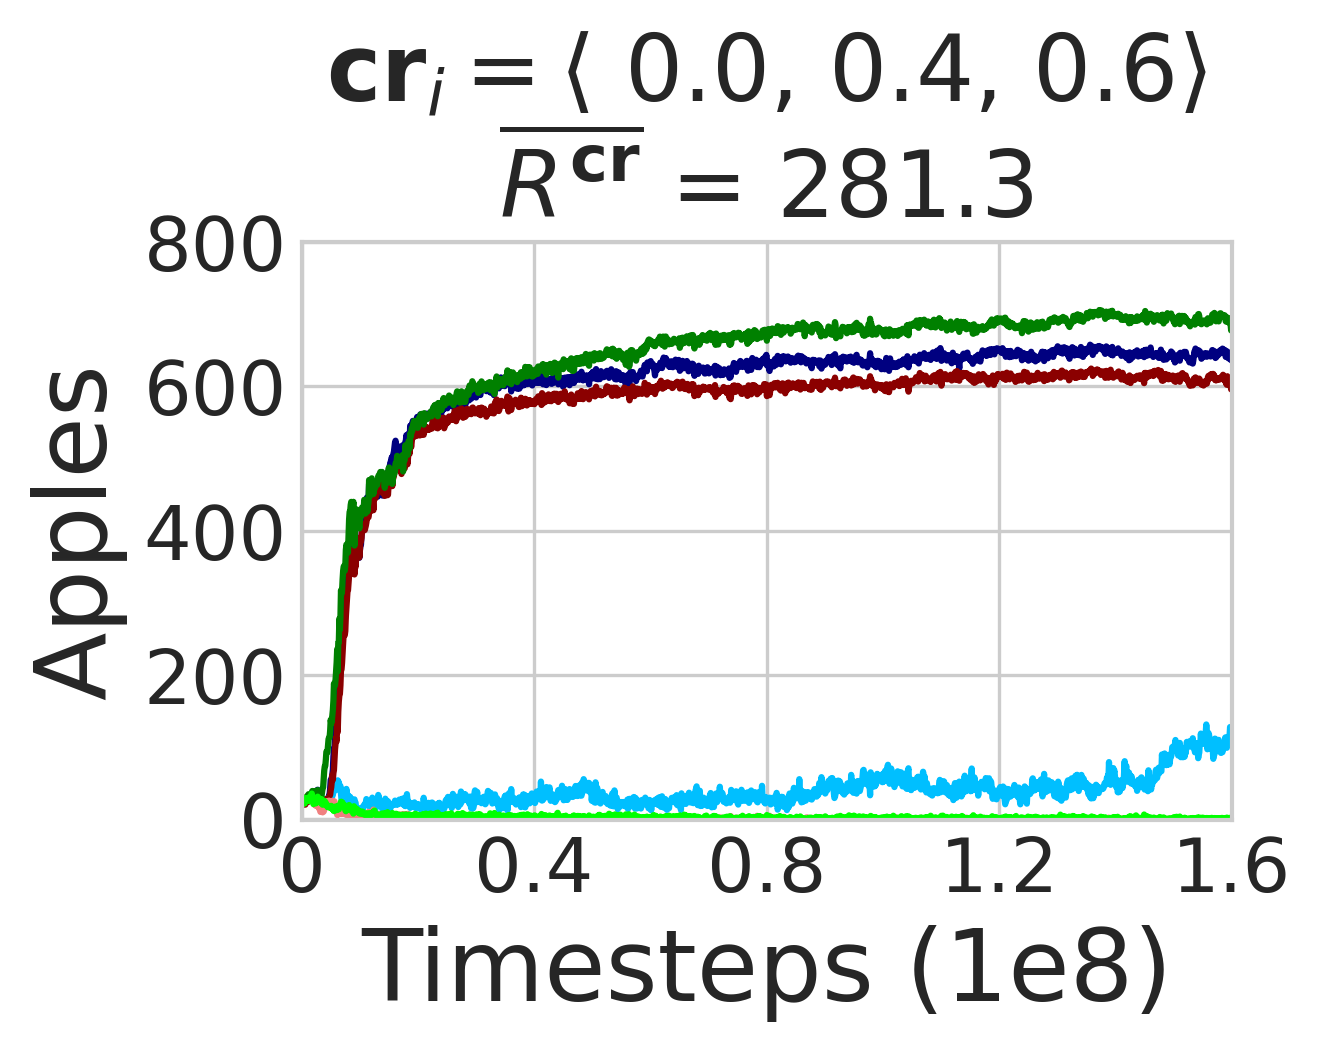 cr_i = ⟨ 0.0, 0.4, 0.6⟩
R^cr = 281.3
800
600
400
200
0
Apples
0 0.4 0.8 1.2 1.6
Timesteps (1e8)